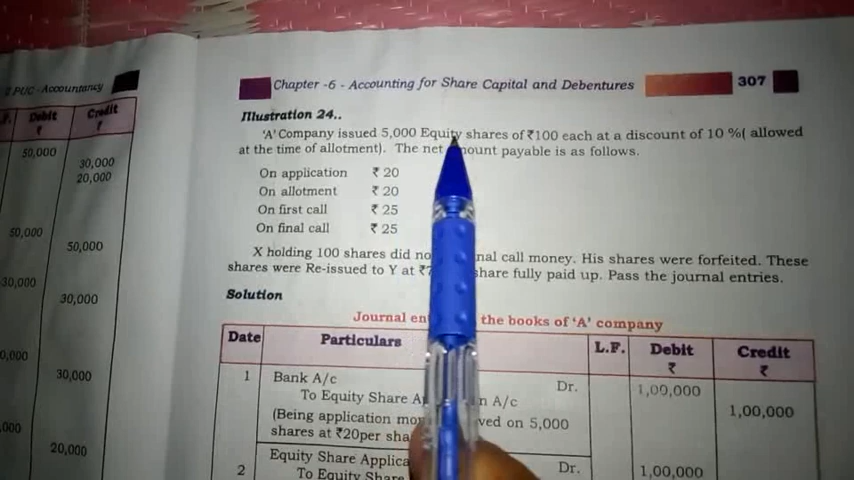 2 PUC - Accountancy
F. Debit Credit
₹ ₹
50,000
30,000
20,000
50,000
50,000
30,000
30,000
30,000
20,000
Chapter -6 - Accounting for Share Capital and Debentures 307
Illustration 24..
'A' Company issued 5,000 Equity shares of ₹100 each at a discount of 10 %( allowed
at the time of allotment). The net mount payable is as follows.
On application ₹ 20
On allotment ₹ 20
On first call ₹ 25
On final call ₹ 25
X holding 100 shares did no nal call money. His shares were forfeited. These
shares were Re-issued to Y at ₹ share fully paid up. Pass the journal entries.
Solution
Journal en the books of 'A' company
Date Particulars L.F. Debit Credit
₹ ₹
1 Bank A/c Dr. 1,00,000
To Equity Share Ap n A/c 1,00,000
(Being application mo ved on 5,000
shares at ₹20per sha
2 Equity Share Applica Dr. 1,00,000
To Equity Share